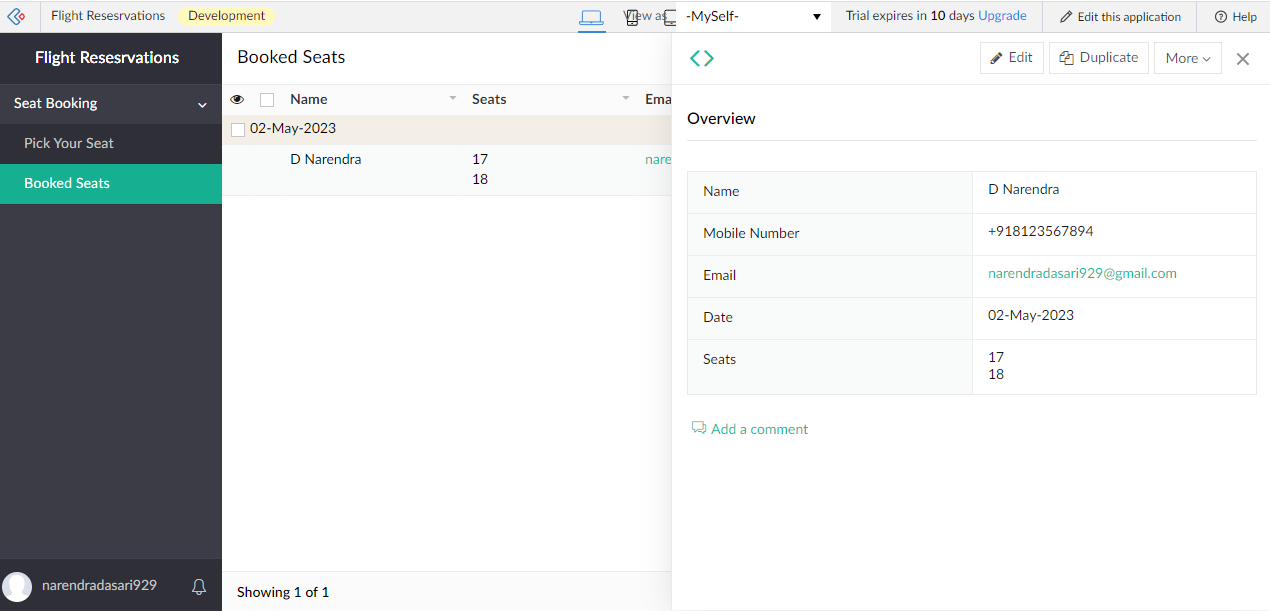 Flight Resesrvations
Development
View as
-MySelf-
Trial expires in 10 days Upgrade
Edit this application
Help
Flight Resesrvations
Seat Booking
Pick Your Seat
Booked Seats
narendradasari929
Booked Seats
Name Seats Ema
02-May-2023
D Narendra 17 nare
18
Showing 1 of 1
Edit
Duplicate
More
Overview
Name D Narendra
Mobile Number +918123567894
Email narendradasari929@gmail.com
Date 02-May-2023
Seats 17
18
Add a comment